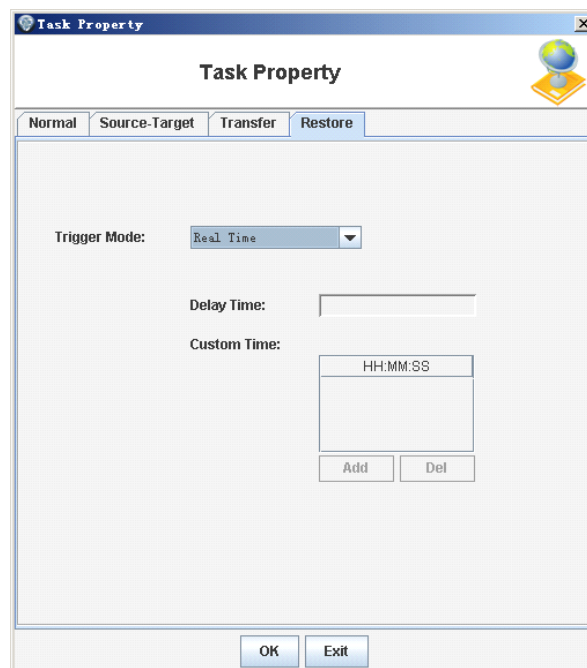 Task Property
Task Property
Normal Source-Target Transfer Restore
Trigger Mode: Real Time
Delay Time:
Custom Time:
HH:MM:SS
Add Del
OK Exit